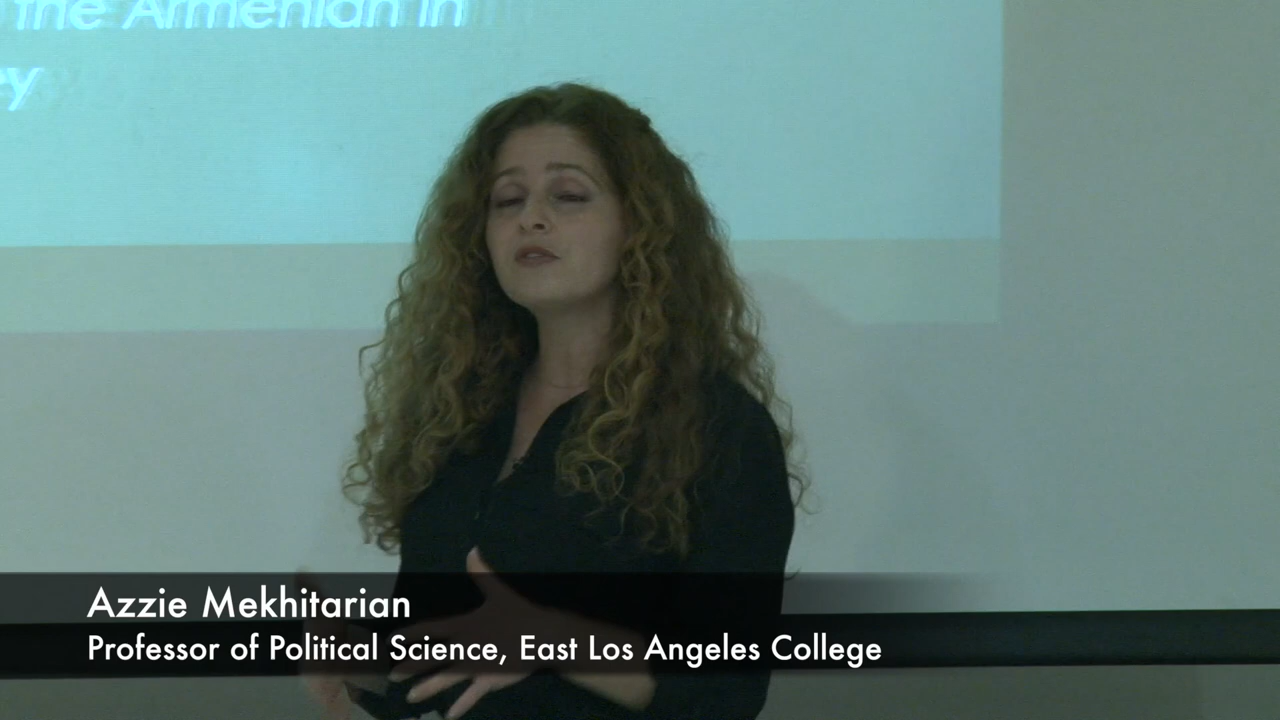 the Armenian in
Azzie Mekhitarian
Professor of Political Science, East Los Angeles College